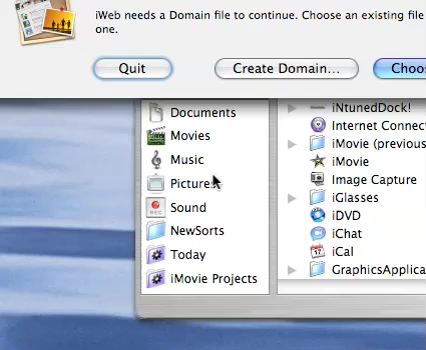 iWeb needs a Domain file to continue. Choose an existing file
one.
Quit
Create Domain...
Choo
Documents
Movies
Music
Pictures
Sound
NewSorts
Today
iMovie Projects
iNtunedDock!
Internet Connect
iMovie (previous
iMovie
Image Capture
iGlasses
iDVD
iChat
iCal
GraphicsApplica